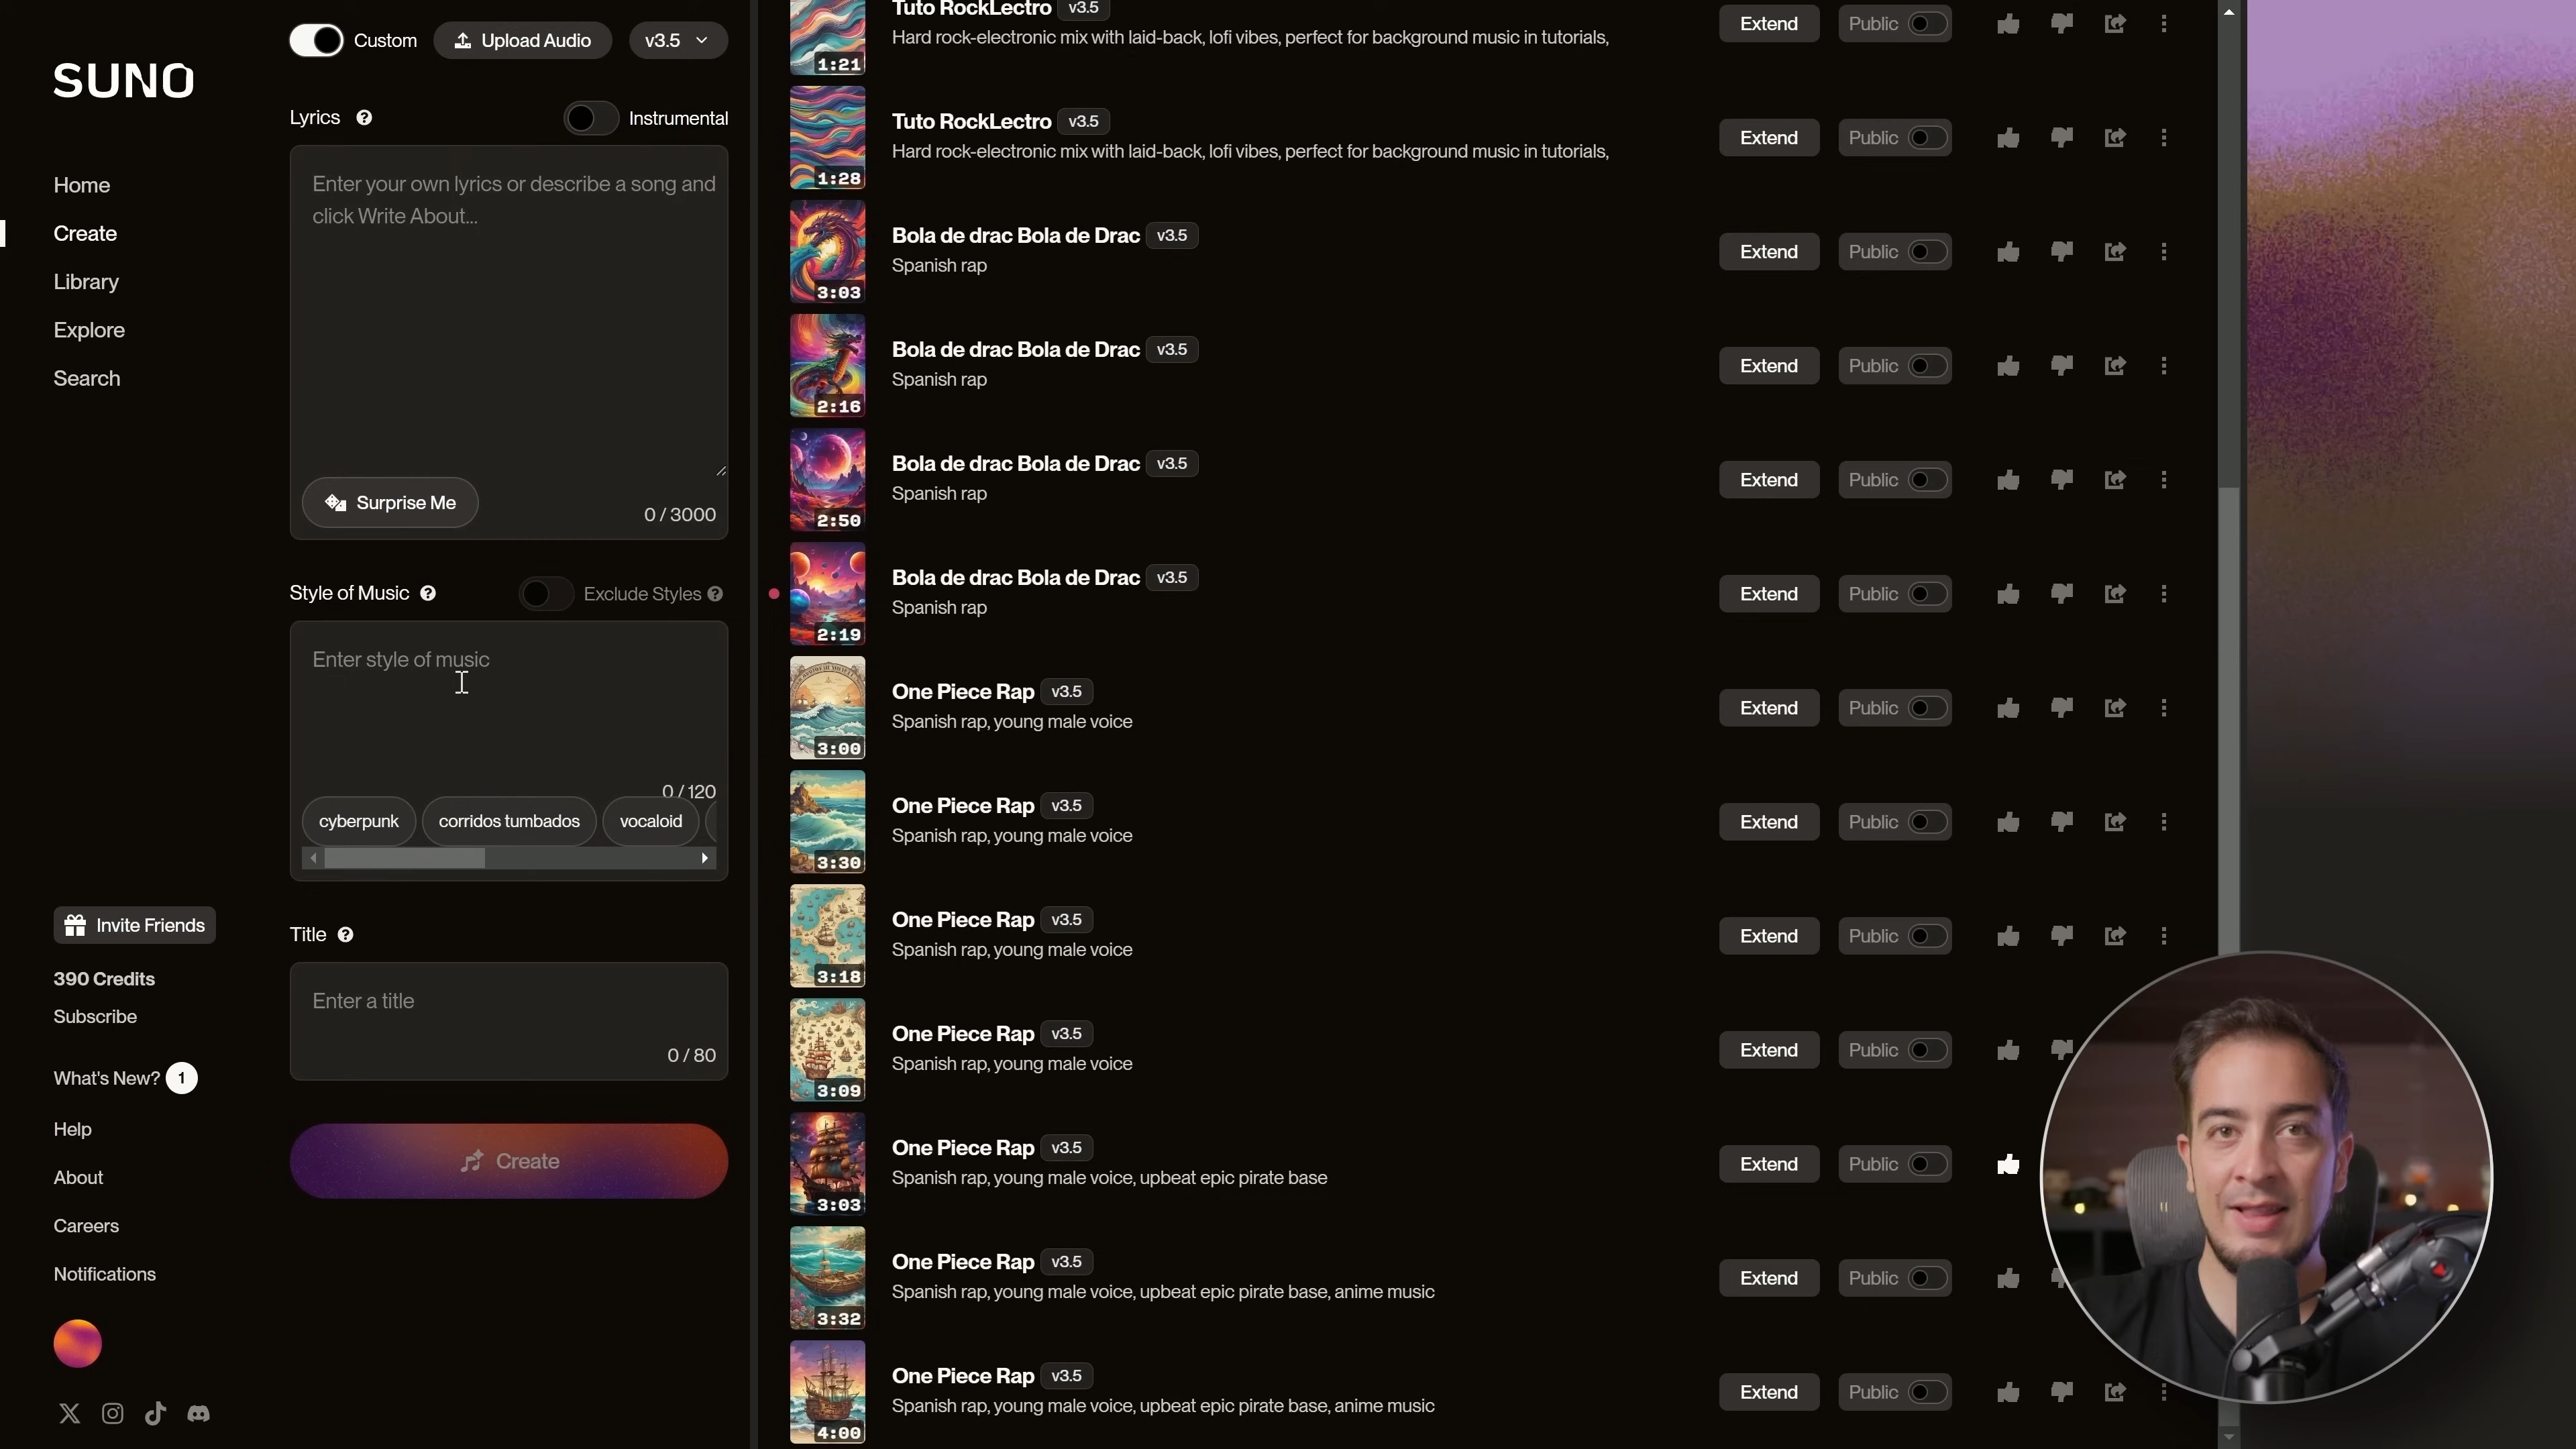 SUNO
Home
Create
Library
Explore
Search
Invite Friends
390 Credits
Subscribe
What's New? 1
Help
About
Careers
Notifications
Custom
Upload Audio
v3.5
Lyrics
Instrumental
Enter your own lyrics or describe a song and
click Write About...
Surprise Me
0 / 3000
Style of Music
Exclude Styles
Enter style of music
0 / 120
cyberpunk
corridos tumbados
vocaloid
Title
Enter a title
0 / 80
Create
Tuto RockLectro v3.5
Hard rock-electronic mix with laid-back, lofi vibes, perfect for background music in tutorials,
1:21
Extend
Public
Tuto RockLectro v3.5
Hard rock-electronic mix with laid-back, lofi vibes, perfect for background music in tutorials,
1:28
Extend
Public
Bola de drac Bola de Drac v3.5
Spanish rap
3:03
Extend
Public
Bola de drac Bola de Drac v3.5
Spanish rap
2:16
Extend
Public
Bola de drac Bola de Drac v3.5
Spanish rap
2:50
Extend
Public
Bola de drac Bola de Drac v3.5
Spanish rap
2:19
Extend
Public
One Piece Rap v3.5
Spanish rap, young male voice
3:00
Extend
Public
One Piece Rap v3.5
Spanish rap, young male voice
3:30
Extend
Public
One Piece Rap v3.5
Spanish rap, young male voice
3:18
Extend
Public
One Piece Rap v3.5
Spanish rap, young male voice
3:09
Extend
Public
One Piece Rap v3.5
Spanish rap, young male voice, upbeat epic pirate base
3:03
Extend
Public
One Piece Rap v3.5
Spanish rap, young male voice, upbeat epic pirate base, anime music
3:32
Extend
Public
One Piece Rap v3.5
Spanish rap, young male voice, upbeat epic pirate base, anime music
4:00
Extend
Public